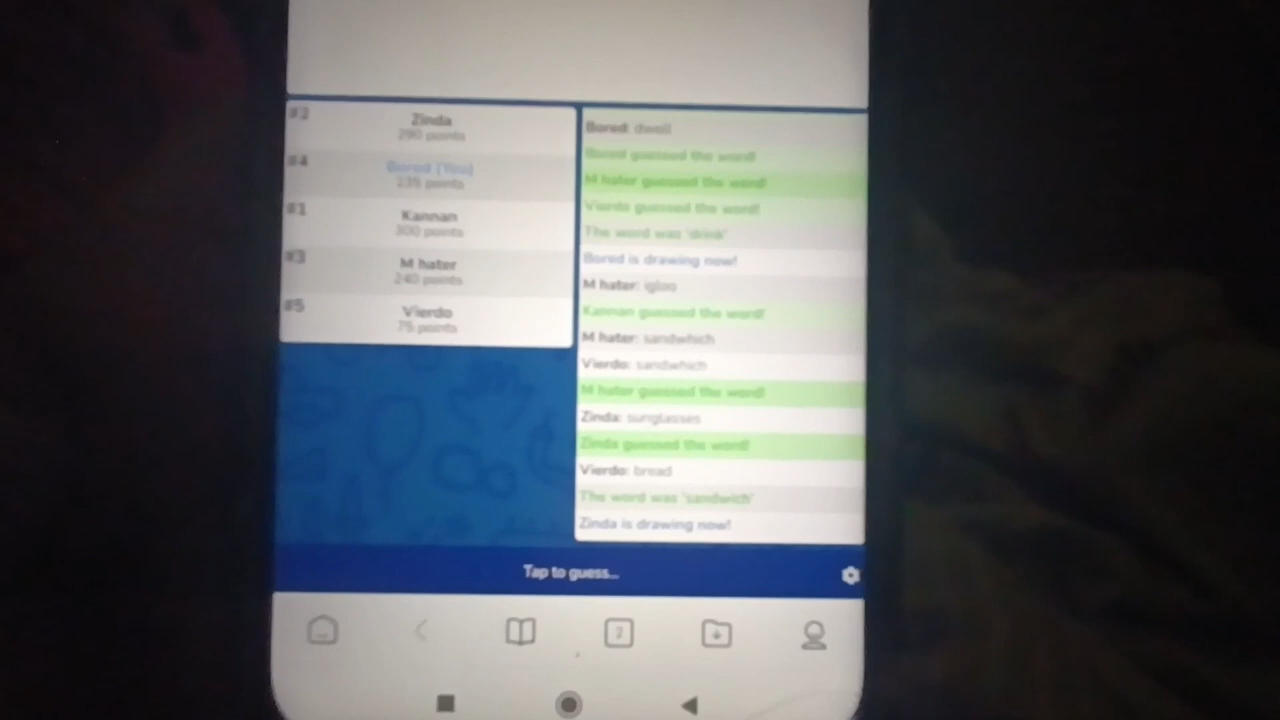 #2
Zinda
290 points
#4
Bored (You)
235 points
#1
Kannan
300 points
#3
M hater
240 points
#5
Vierdo
75 points
Bored: dwell
Bored guessed the word!
M hater guessed the word!
Vierdo guessed the word!
The word was 'drink'
Bored is drawing now!
M hater: igloo
Kannan guessed the word!
M hater: sandwhich
Vierdo: sandwhich
M hater guessed the word!
Zinda: sunglasses
Zinda guessed the word!
Vierdo: bread
The word was 'sandwich'
Zinda is drawing now!
Tap to guess...
7